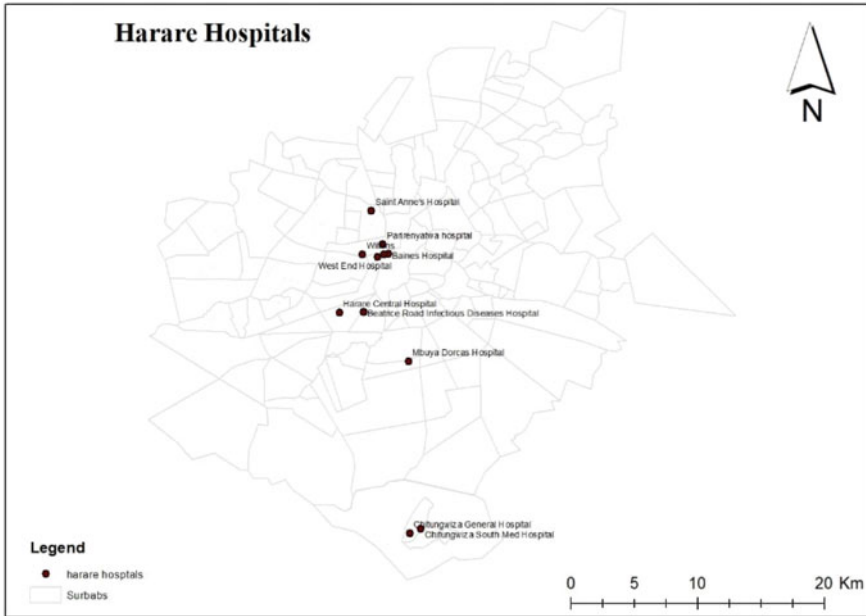 Harare Hospitals
N
Saint Anne's Hospital
Parirenyatwa hospital
Wilkins
Baines Hospital
West End Hospital
Harare Central Hospital
Beatrice Road Infectious Diseases Hospital
Mbuya Dorcas Hospital
Chitungwiza General Hospital
Chitungwiza South Med Hospital
Legend
harare hosptals
Surbabs
0 5 10 20 Km